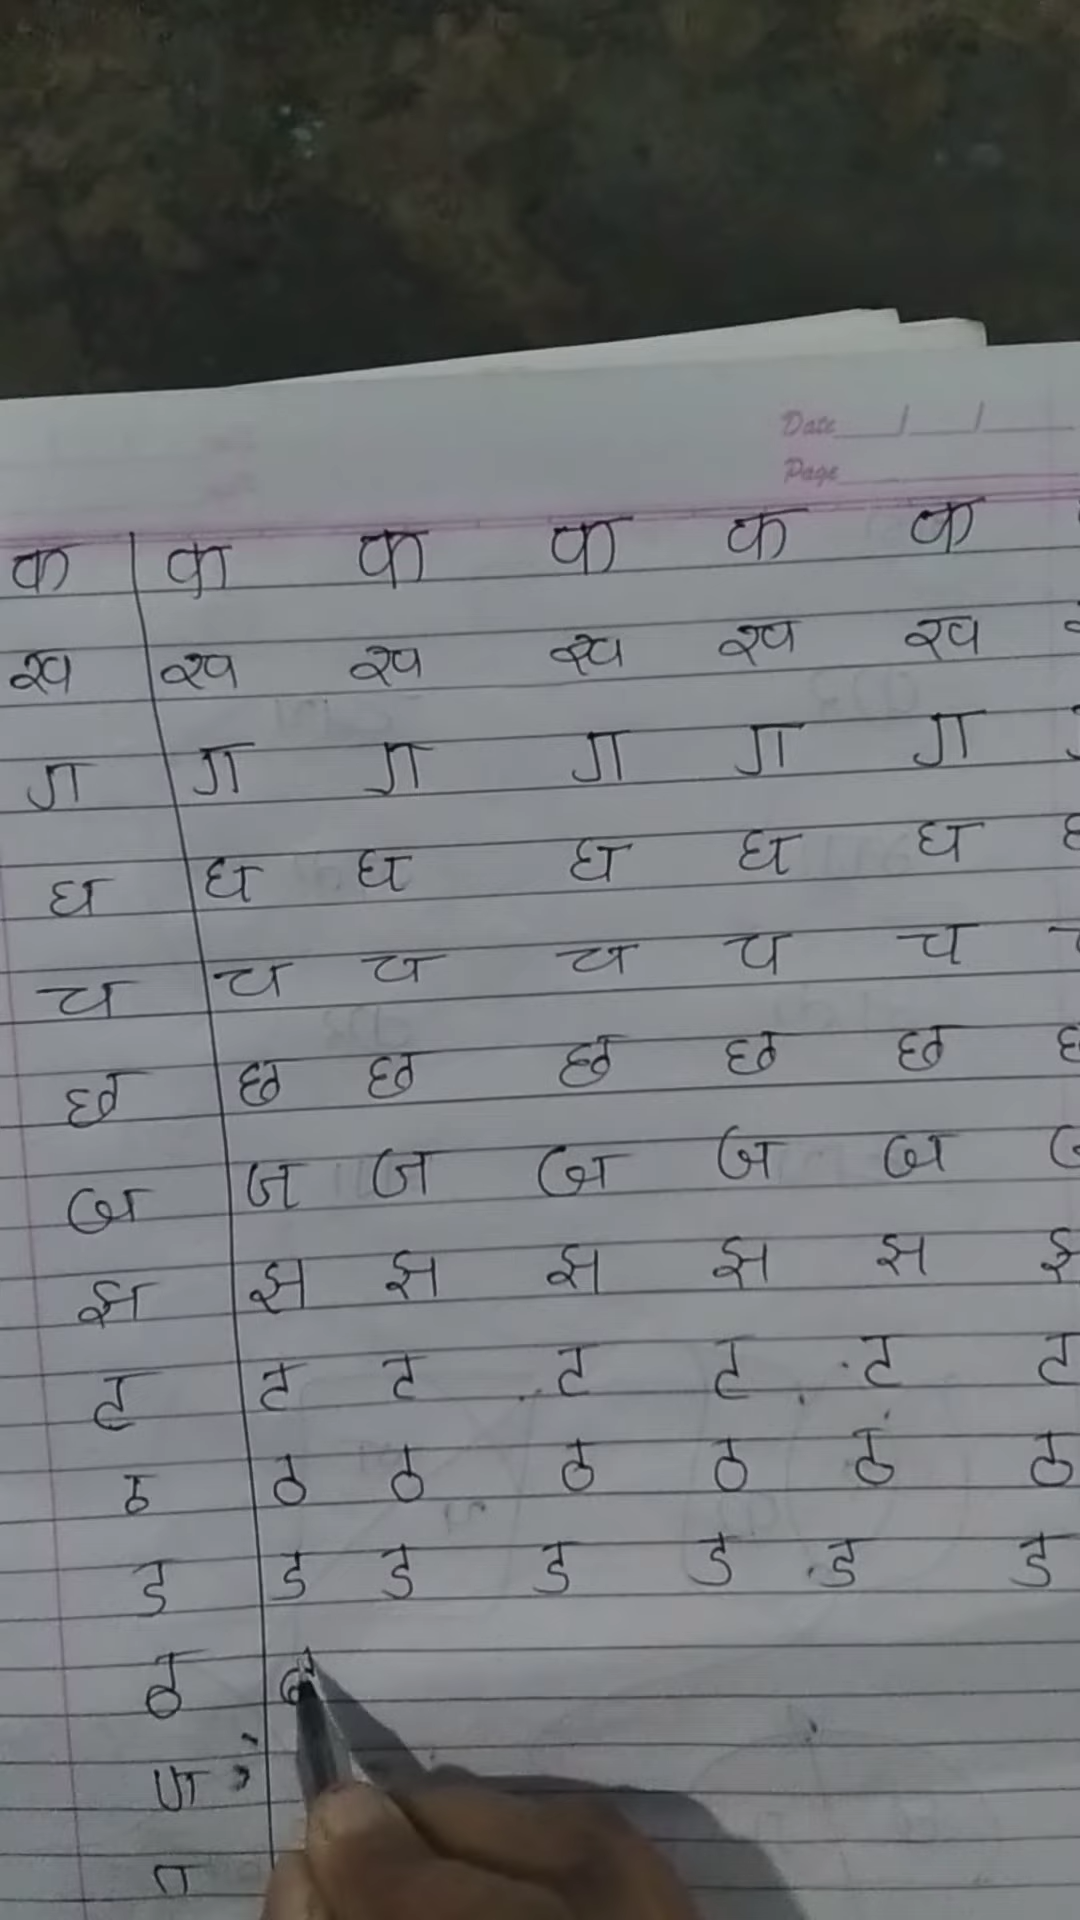 Date / /
Page
क क क क क क
ख ख ख ख ख ख
ग ग ग ग ग ग
घ घ घ घ घ घ
च च च च च च
छ छ छ छ छ छ छ
ज ज ज ज ज ज
झ झ झ झ झ झ झ
ट ट ट ट ट ट ट
ठ ठ ठ ठ ठ ठ ठ
ड ड ड ड ड ड ड
ढ
ण
त